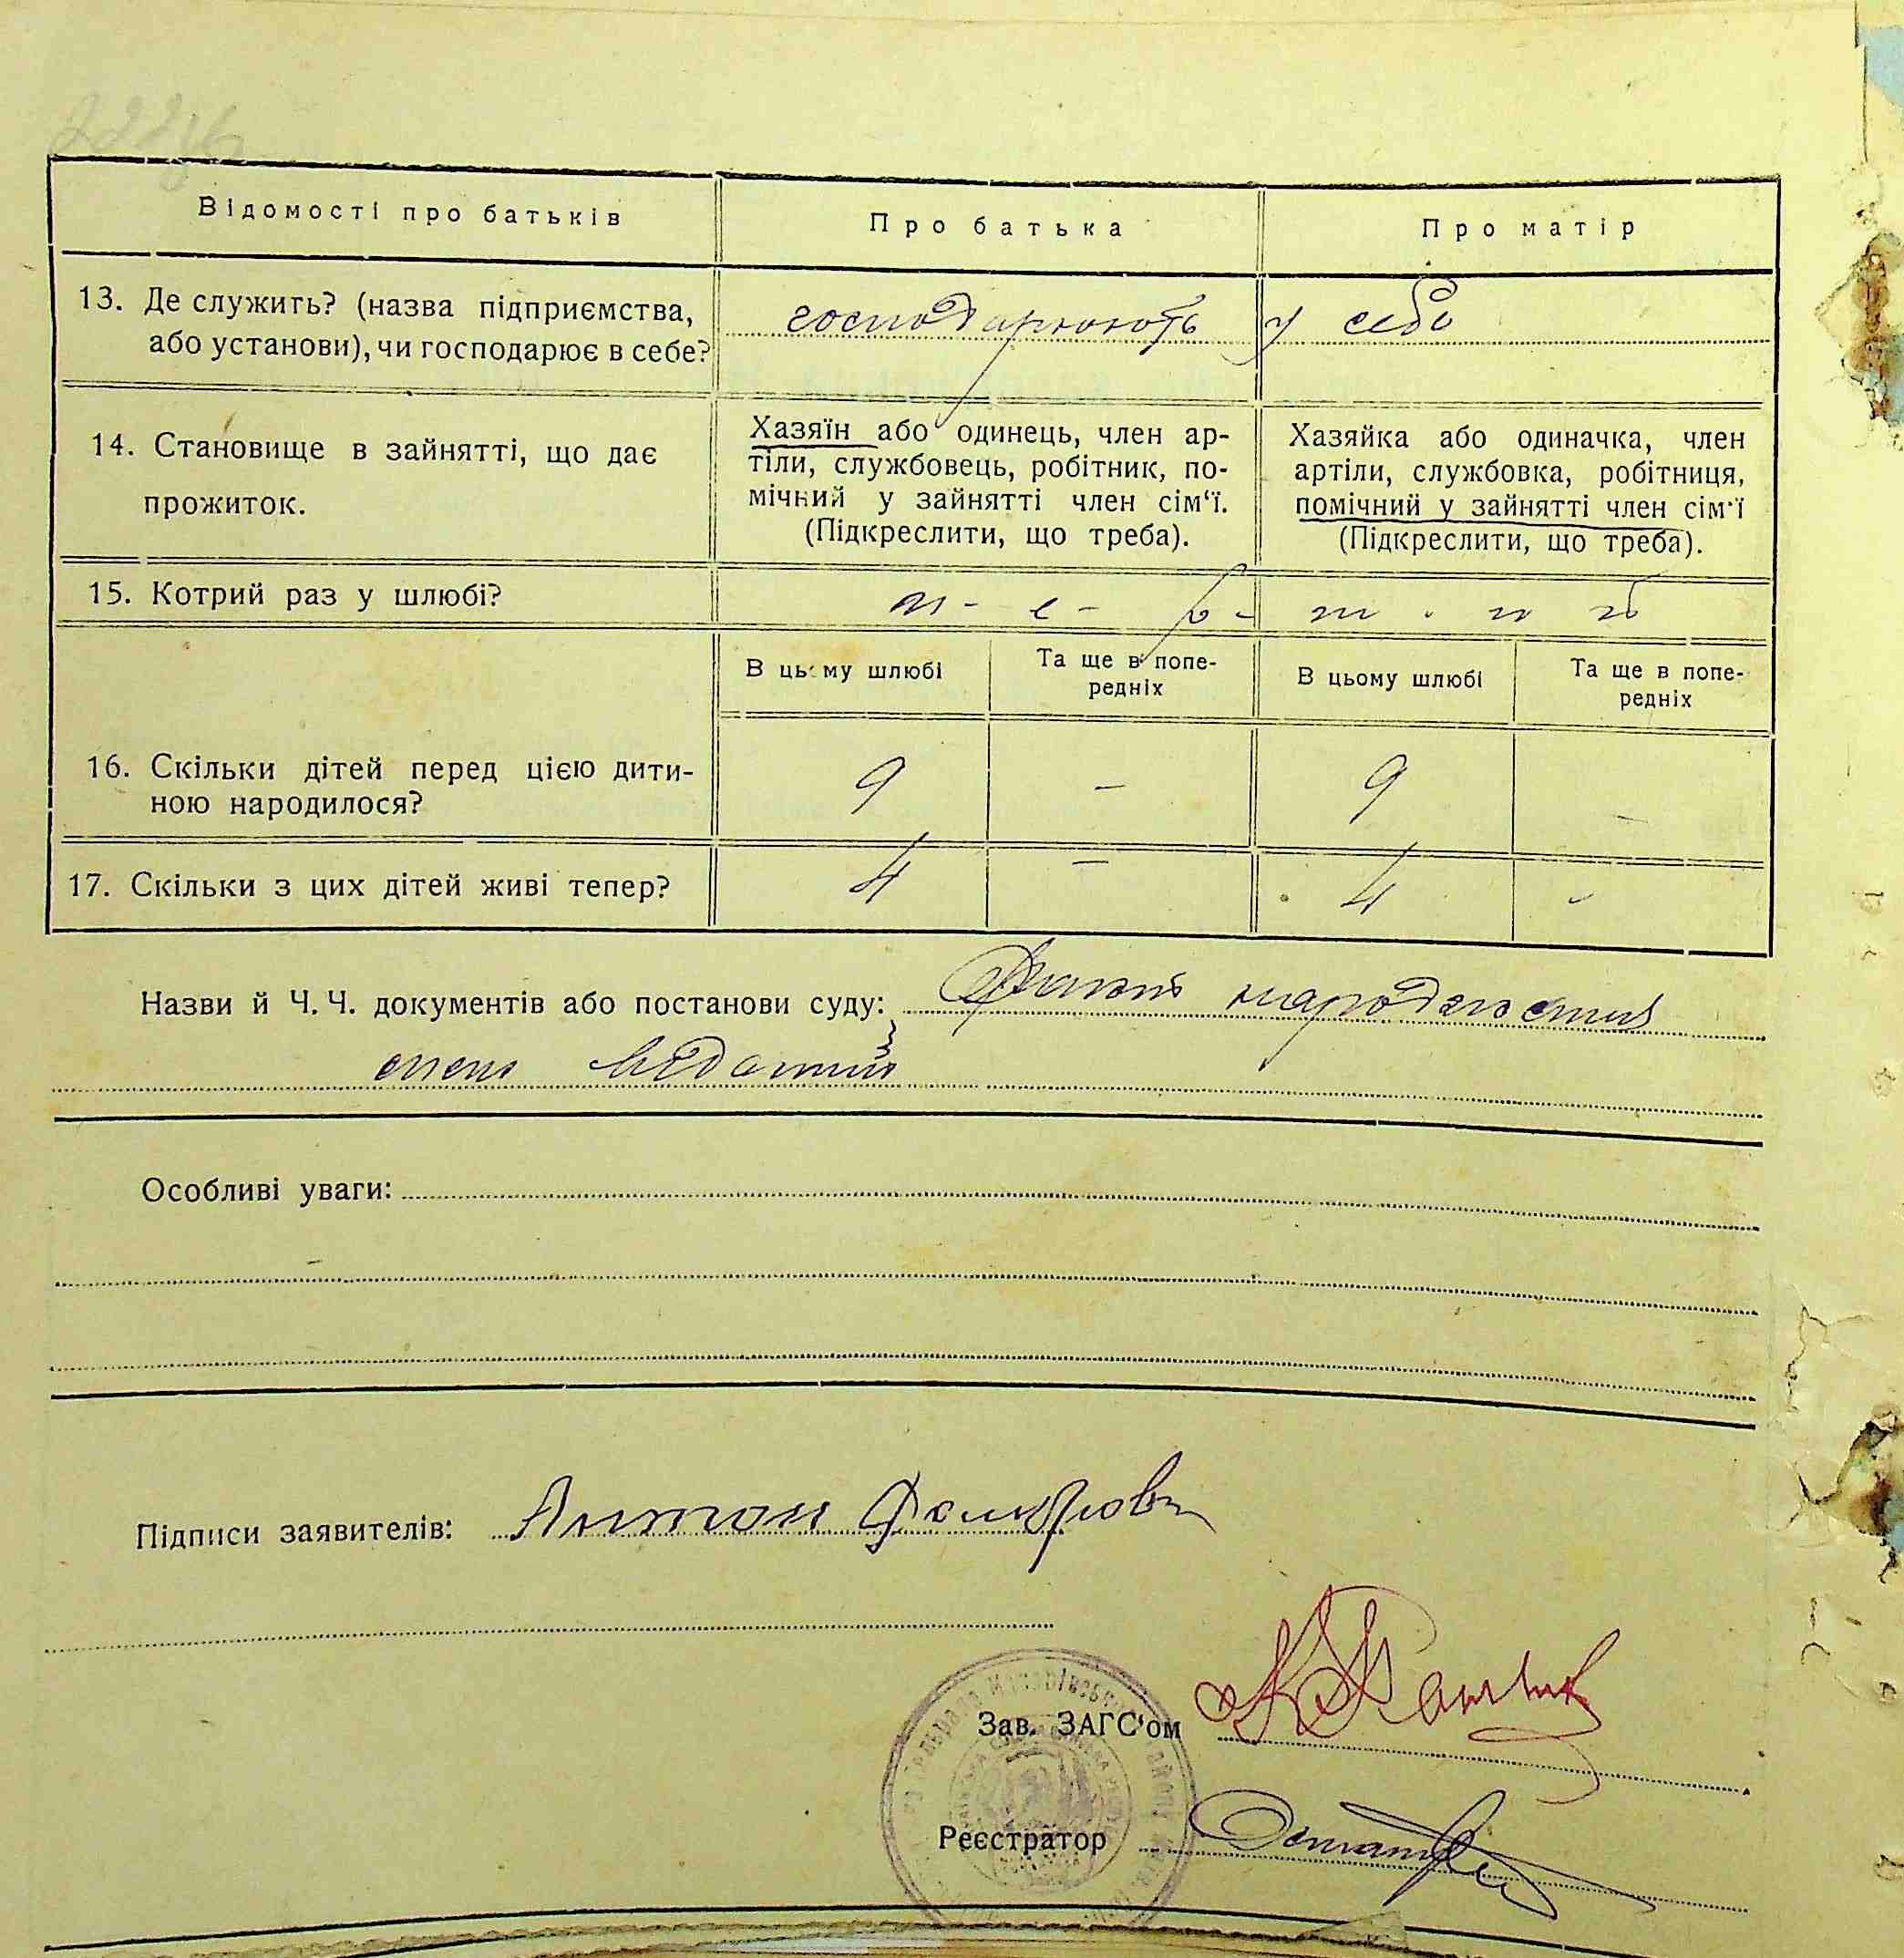 Відомості про батьків
Про батька
Про матір
13. Де служить? (назва підприємства,
або установи), чи господарює в себе?
господарюють у себе
14. Становище в зайнятті, що дає
прожиток.
Хазяїн або одинець, член ар-
тіли, службовець, робітник, по-
мічний у зайнятті член сім'ї.
(Підкреслити, що треба).
Хазяйка або одиначка, член
артіли, службовка, робітниця,
помічний у зайнятті член сім'ї
(Підкреслити, що треба).
15. Котрий раз у шлюбі?
п - е - р - ш - и й
В цьому шлюбі
Та ще в попе-
редніх
В цьому шлюбі
Та ще в попе-
редніх
16. Скільки дітей перед цією дити-
ною народилося?
9 – 9 –
17. Скільки з цих дітей живі тепер?
4 – 4 -
Назви й Ч. Ч. документів або постанови суду: Факт народження
Особливі уваги:
Підписи заявителів: Антон
Зав. ЗАГС'ом
Реєстратор